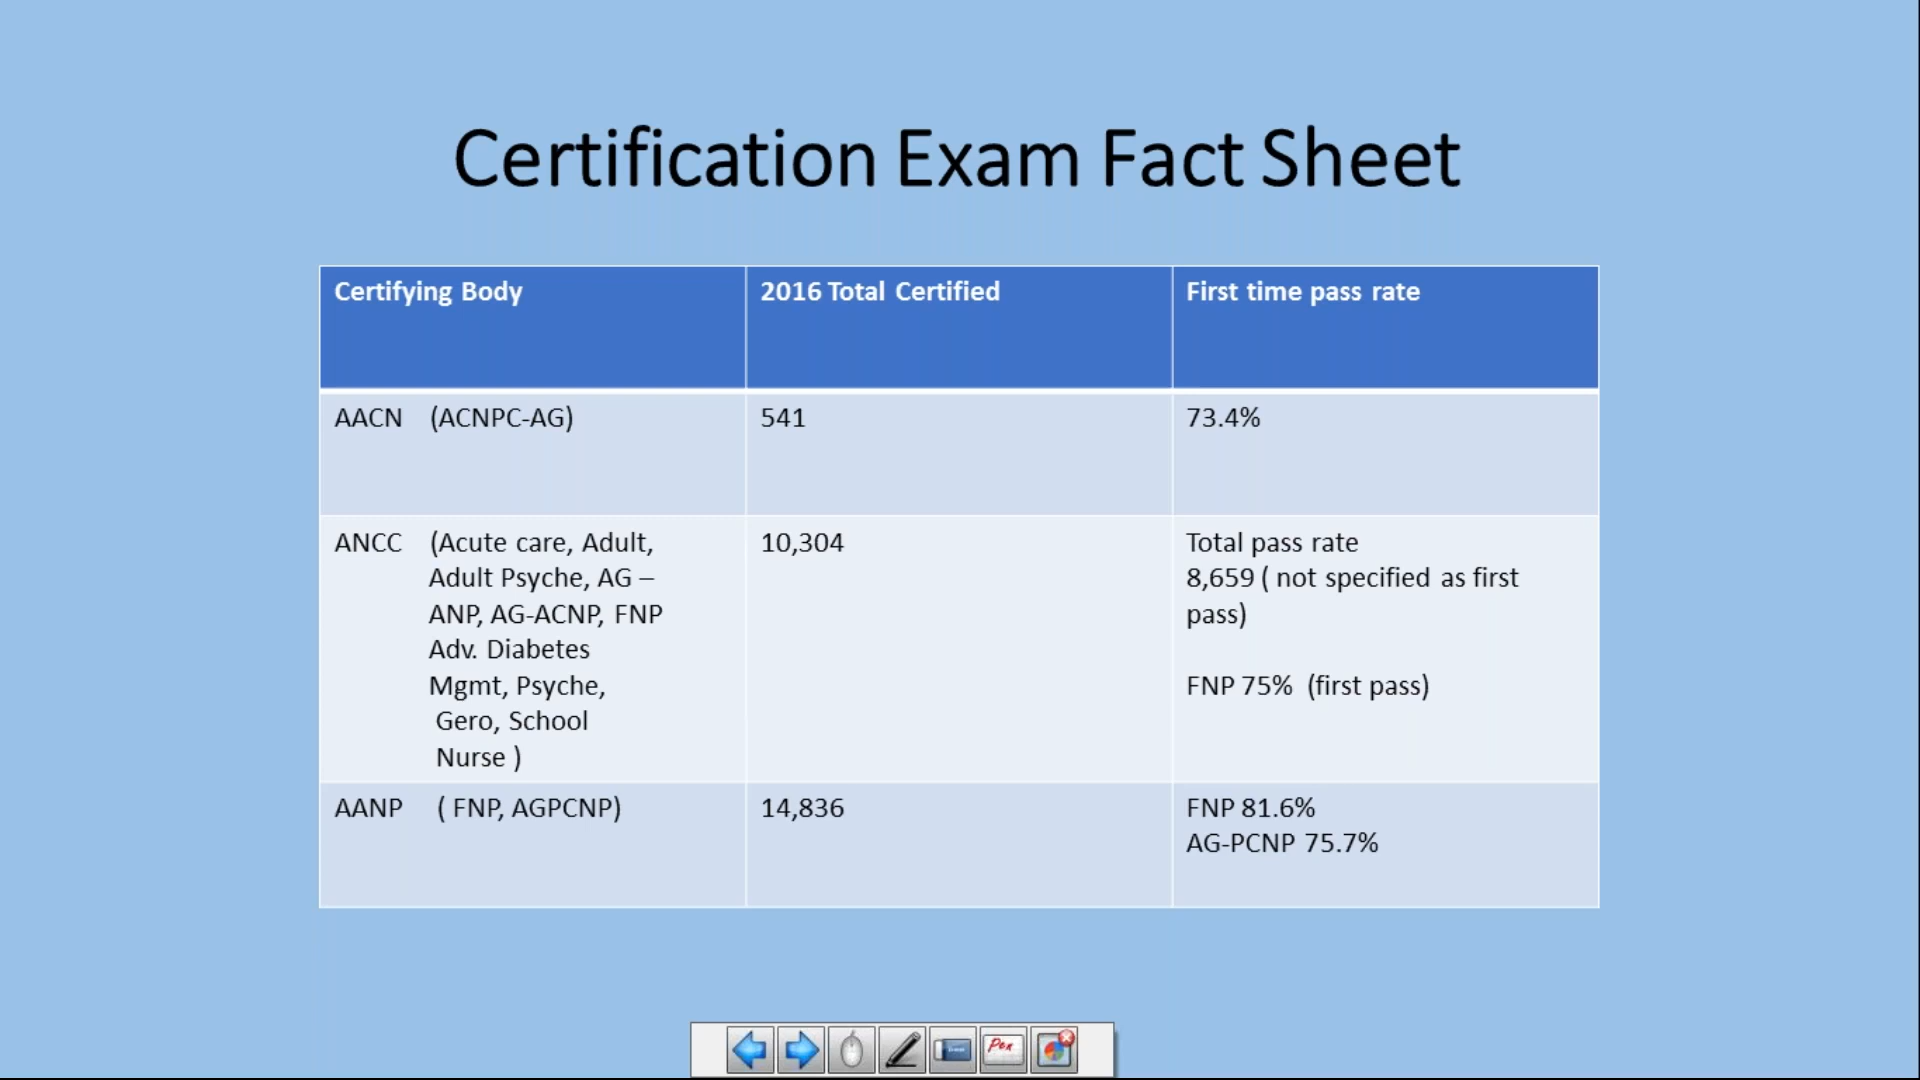 Certification Exam Fact Sheet
Certifying Body
2016 Total Certified
First time pass rate
AACN (ACNPC-AG)
541
73.4%
ANCC (Acute care, Adult,
Adult Psyche, AG –
ANP, AG-ACNP, FNP
Adv. Diabetes
Mgmt, Psyche,
Gero, School
Nurse )
10,304
Total pass rate
8,659 ( not specified as first
pass)
FNP 75% (first pass)
AANP ( FNP, AGPCNP)
14,836
FNP 81.6%
AG-PCNP 75.7%
Pen